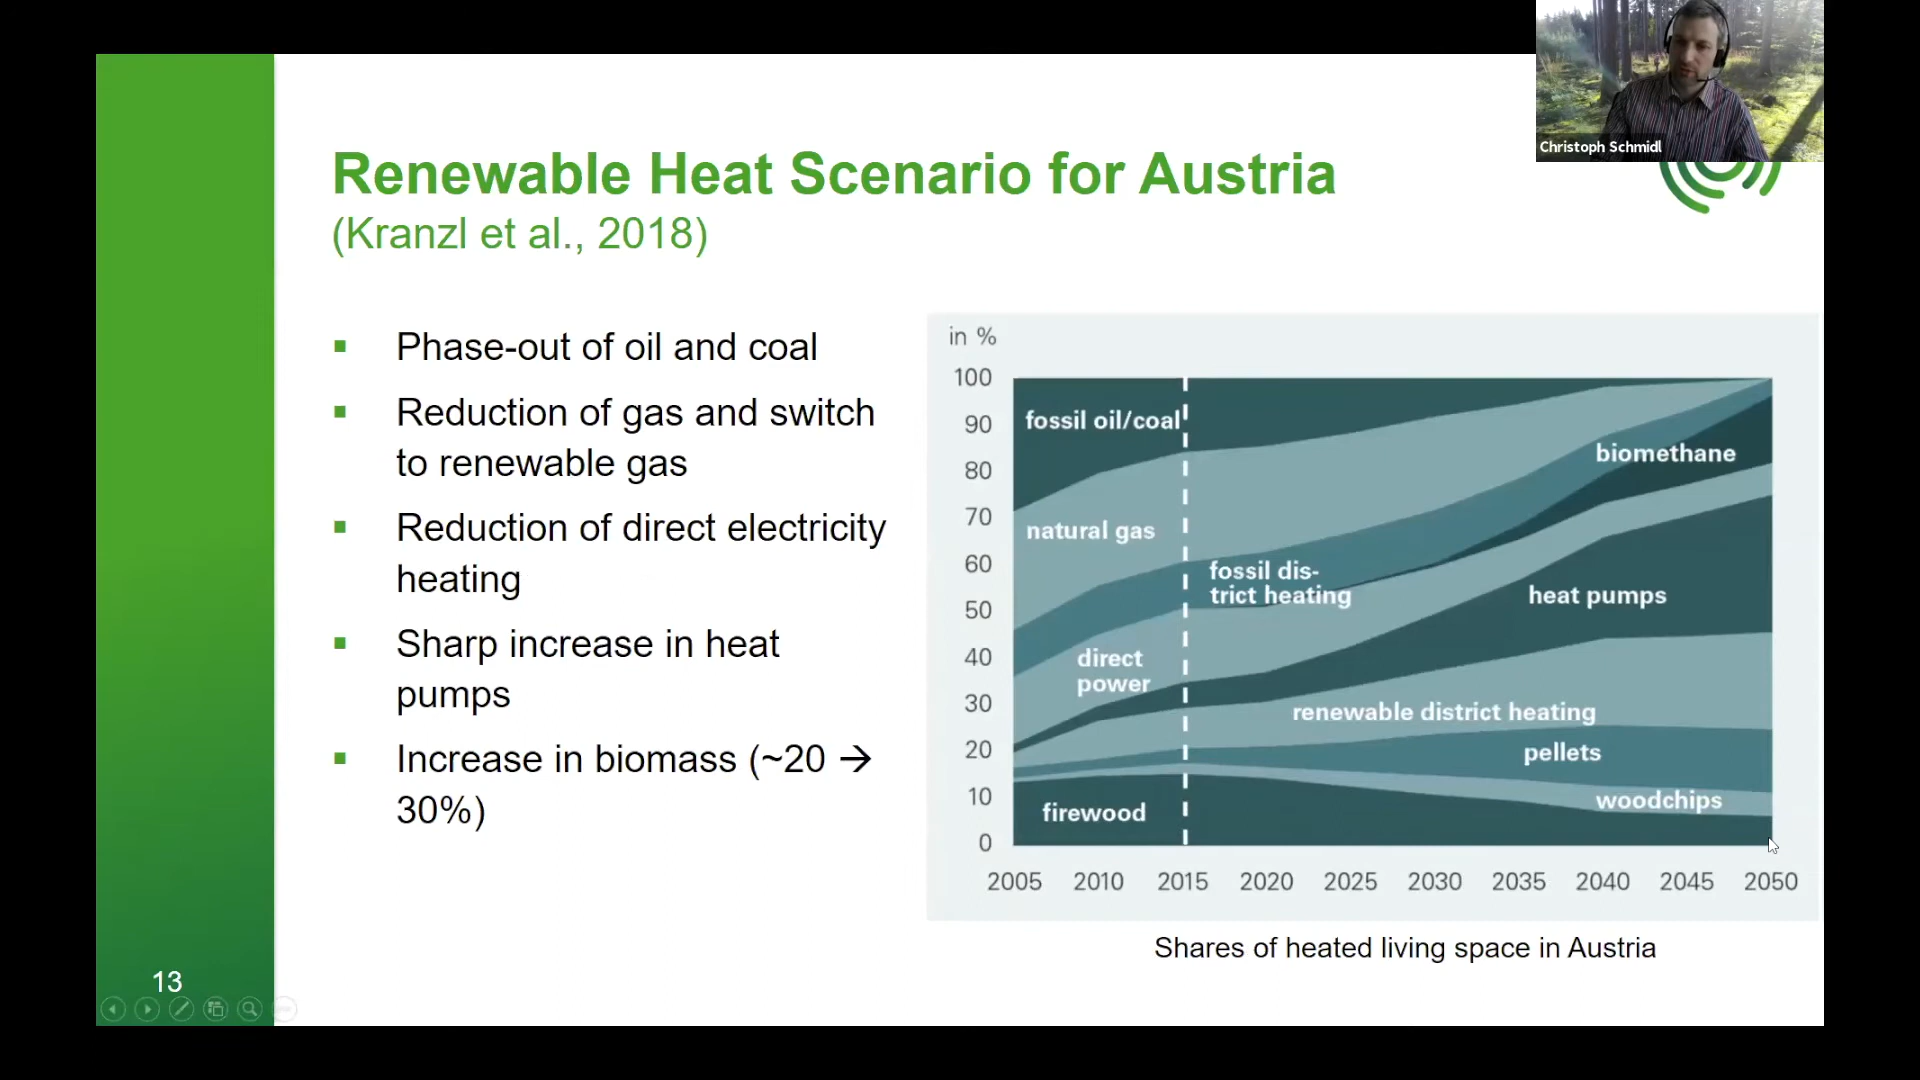 Christoph Schmidl
Renewable Heat Scenario for Austria
(Kranzl et al., 2018)
▪ Phase-out of oil and coal
▪ Reduction of gas and switch
to renewable gas
▪ Reduction of direct electricity
heating
▪ Sharp increase in heat
pumps
▪ Increase in biomass (~20 →
30%)
in %
100
90
80
70
60
50
40
30
20
10
0
fossil oil/coal
natural gas
fossil dis-
trict heating
direct
power
firewood
biomethane
heat pumps
renewable district heating
pellets
woodchips
2005 2010 2015 2020 2025 2030 2035 2040 2045 2050
Shares of heated living space in Austria
13